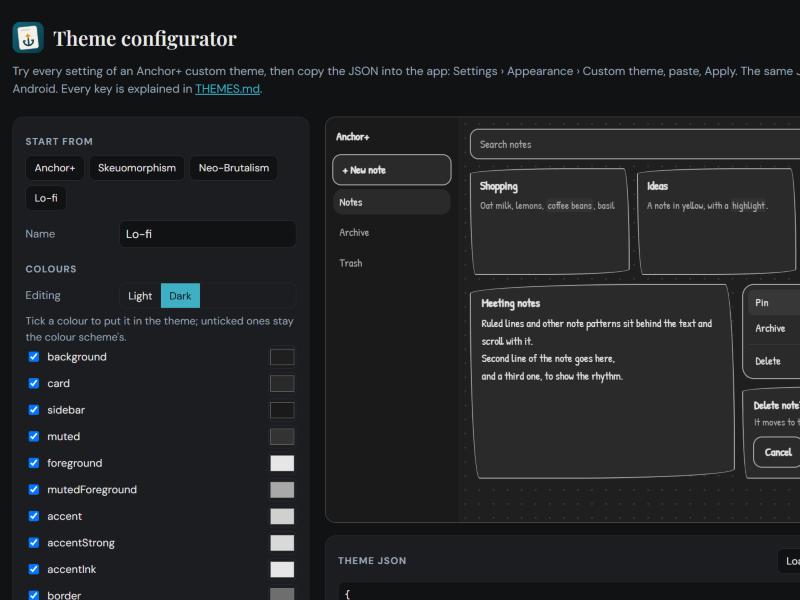 Theme configurator
Try every setting of an Anchor+ custom theme, then copy the JSON into the app: Settings › Appearance › Custom theme, paste, Apply. The same
Android. Every key is explained in THEMES.md.
START FROM
Anchor+
Skeuomorphism
Neo-Brutalism
Lo-fi
Name
Lo-fi
COLOURS
Editing
Light
Dark
Tick a colour to put it in the theme; unticked ones stay
the colour scheme's.
background
card
sidebar
muted
foreground
mutedForeground
accent
accentStrong
accentInk
border
Anchor+
+ New note
Notes
Archive
Trash
Search notes
Shopping
Oat milk, lemons, coffee beans, basil
Ideas
A note in yellow, with a highlight.
Meeting notes
Ruled lines and other note patterns sit behind the text and
scroll with it.
Second line of the note goes here,
and a third one, to show the rhythm.
Pin
Archive
Delete
Delete note?
It moves to
Cancel
THEME JSON
{